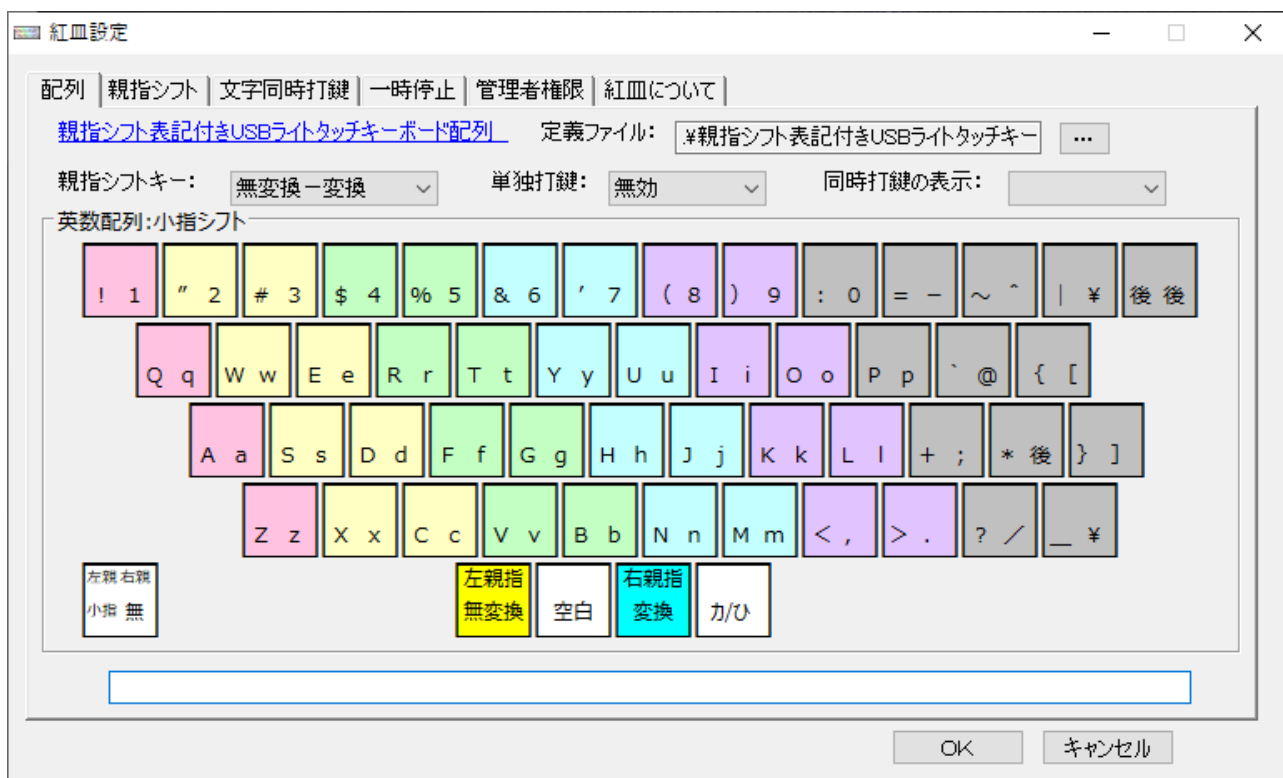 紅皿設定
配列 親指シフト 文字同時打鍵 一時停止 管理者権限 紅皿について
親指シフト表記付きUSBライトタッチキーボード配列 定義ファイル: .¥親指シフト表記付きUSBライトタッチキー ...
親指シフトキー: 無変換－変換 単独打鍵: 無効 同時打鍵の表示:
英数配列:小指シフト
! 1 ” 2 # 3 $ 4 % 5 & 6 ’ 7 ( 8 ) 9 : 0 = － ～ ＾ | ¥ 後 後
Q q W w E e R r T t Y y U u I i O o P p ` @ { [
A a S s D d F f G g H h J j K k L l + ; * 後 } ]
Z z X x C c V v B b N n M m ＜ , ＞ . ? ／ ＿ ¥
左親 右親 左親指 右親指
小指 無 無変換 空白 変換 カ/ひ
OK キャンセル